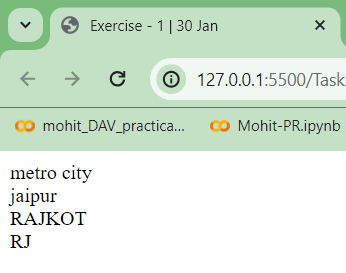 Exercise - 1 | 30 Jan
127.0.0.1:5500/Task
mohit_DAV_practica... Mohit-PR.ipynb
metro city
jaipur
RAJKOT
RJ